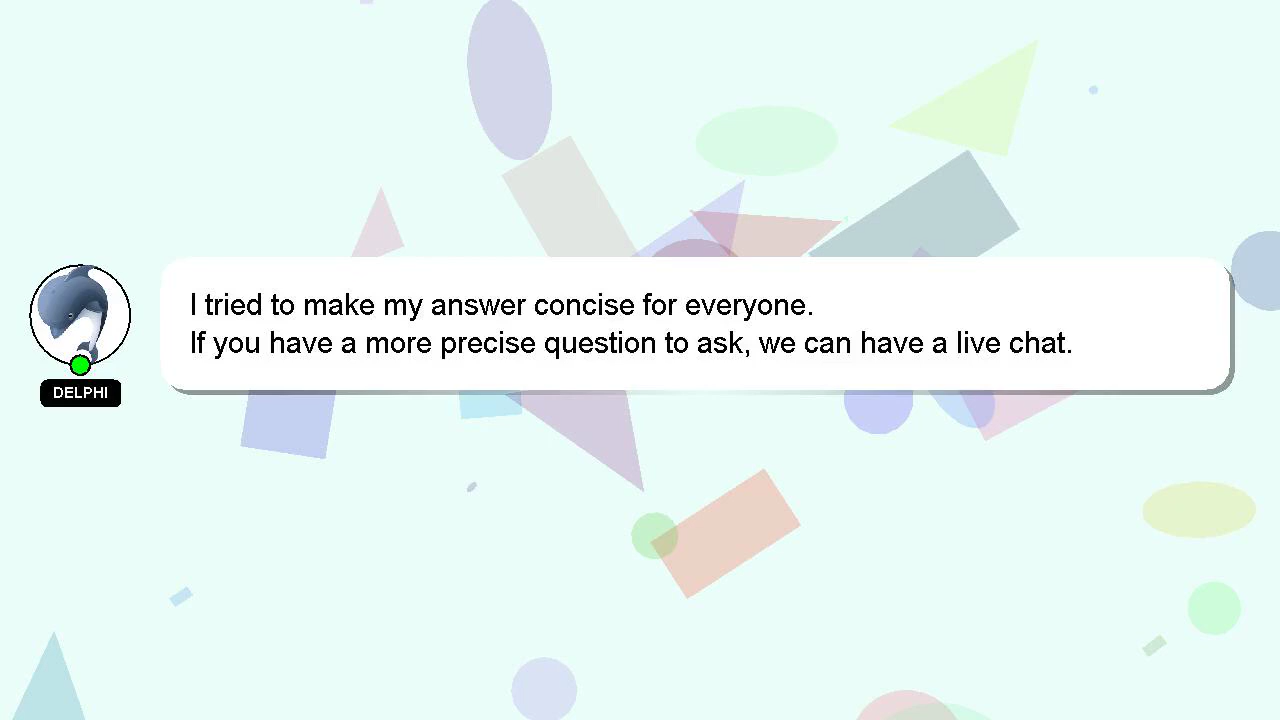 I tried to make my answer concise for everyone.
If you have a more precise question to ask, we can have a live chat.
DELPHI